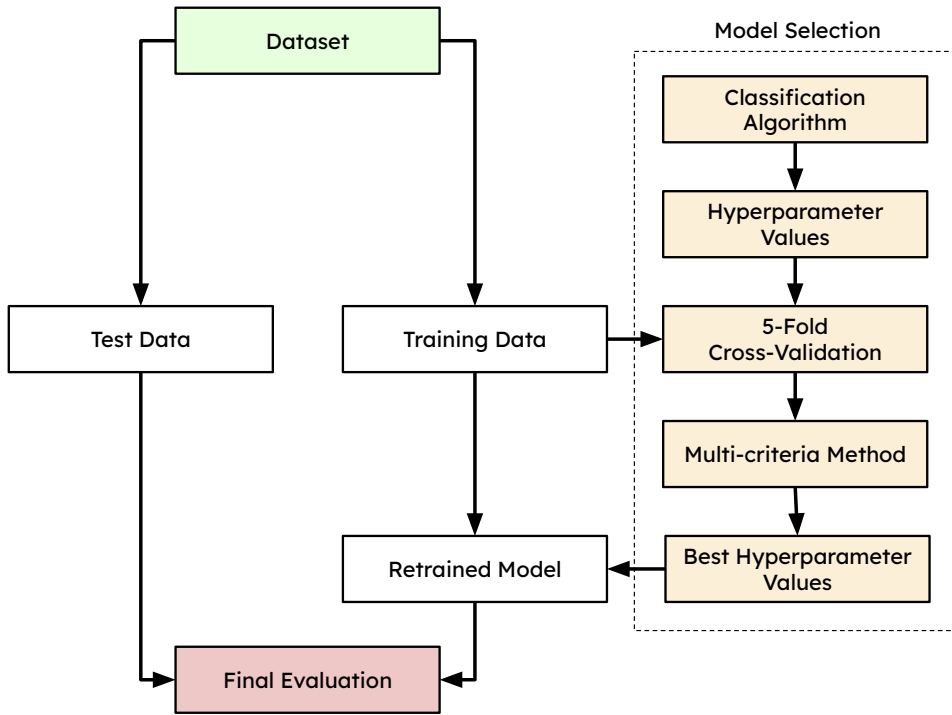 Dataset
Model Selection
Classification
Algorithm
Hyperparameter
Values
Test Data
Training Data
5-Fold
Cross-Validation
Multi-criteria Method
Retrained Model
Best Hyperparameter
Values
Final Evaluation